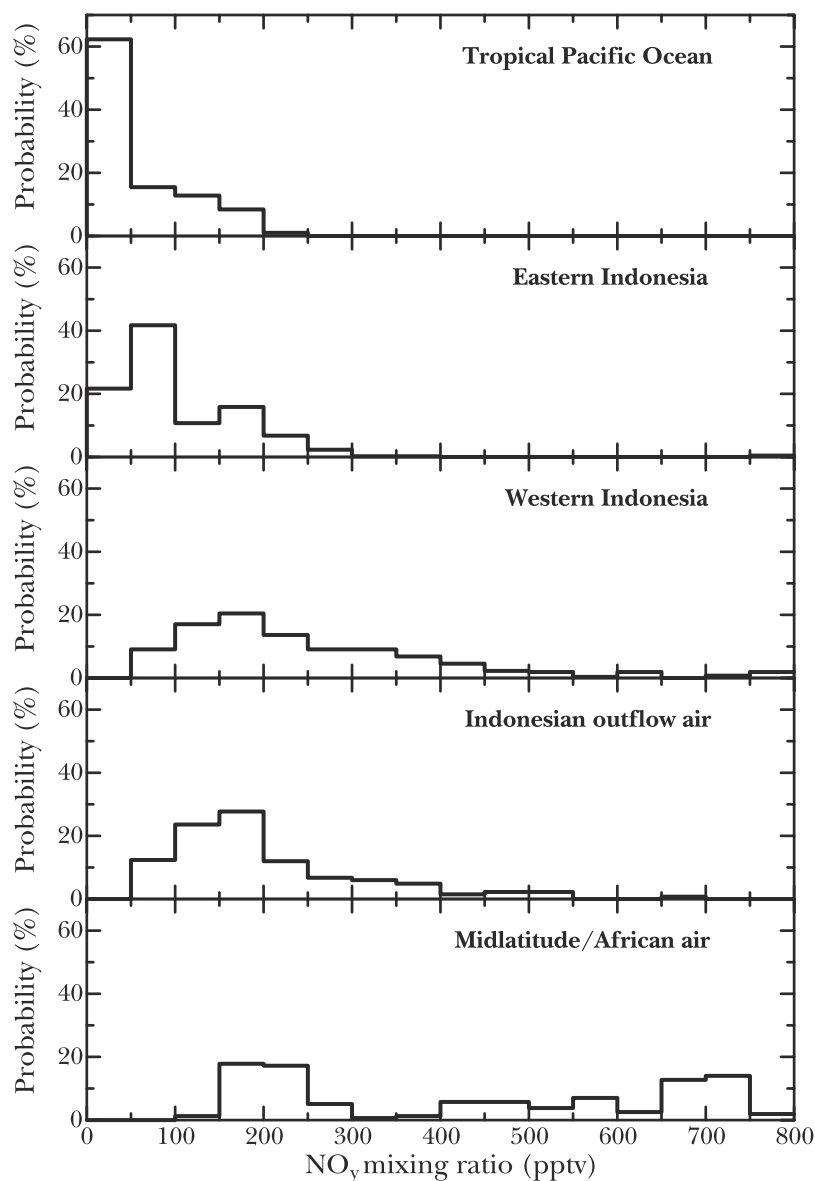 Probability (%)
60
40
20
0
Tropical Pacific Ocean
Probability (%)
60
40
20
0
Eastern Indonesia
Probability (%)
60
40
20
0
Western Indonesia
Probability (%)
60
40
20
0
Indonesian outflow air
Probability (%)
60
40
20
0
Midlatitude/African air
0 100 200 300 400 500 600 700 800
NOy mixing ratio (pptv)